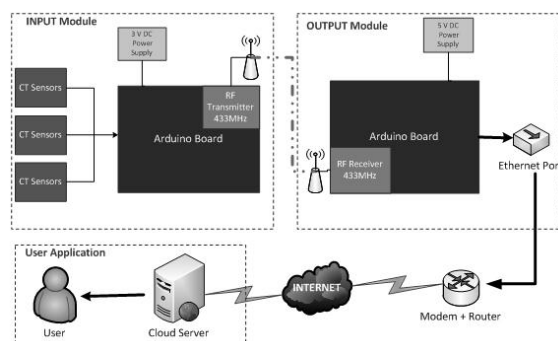 INPUT Module
3 V DC
Power
Supply
CT Sensors
CT Sensors
CT Sensors
RF
Transmitter
433MHz
Arduino Board
OUTPUT Module
5 V DC
Power
Supply
Arduino Board
RF Receiver
433MHz
Ethernet Port
User Application
User
Cloud Server
INTERNET
Modem + Router